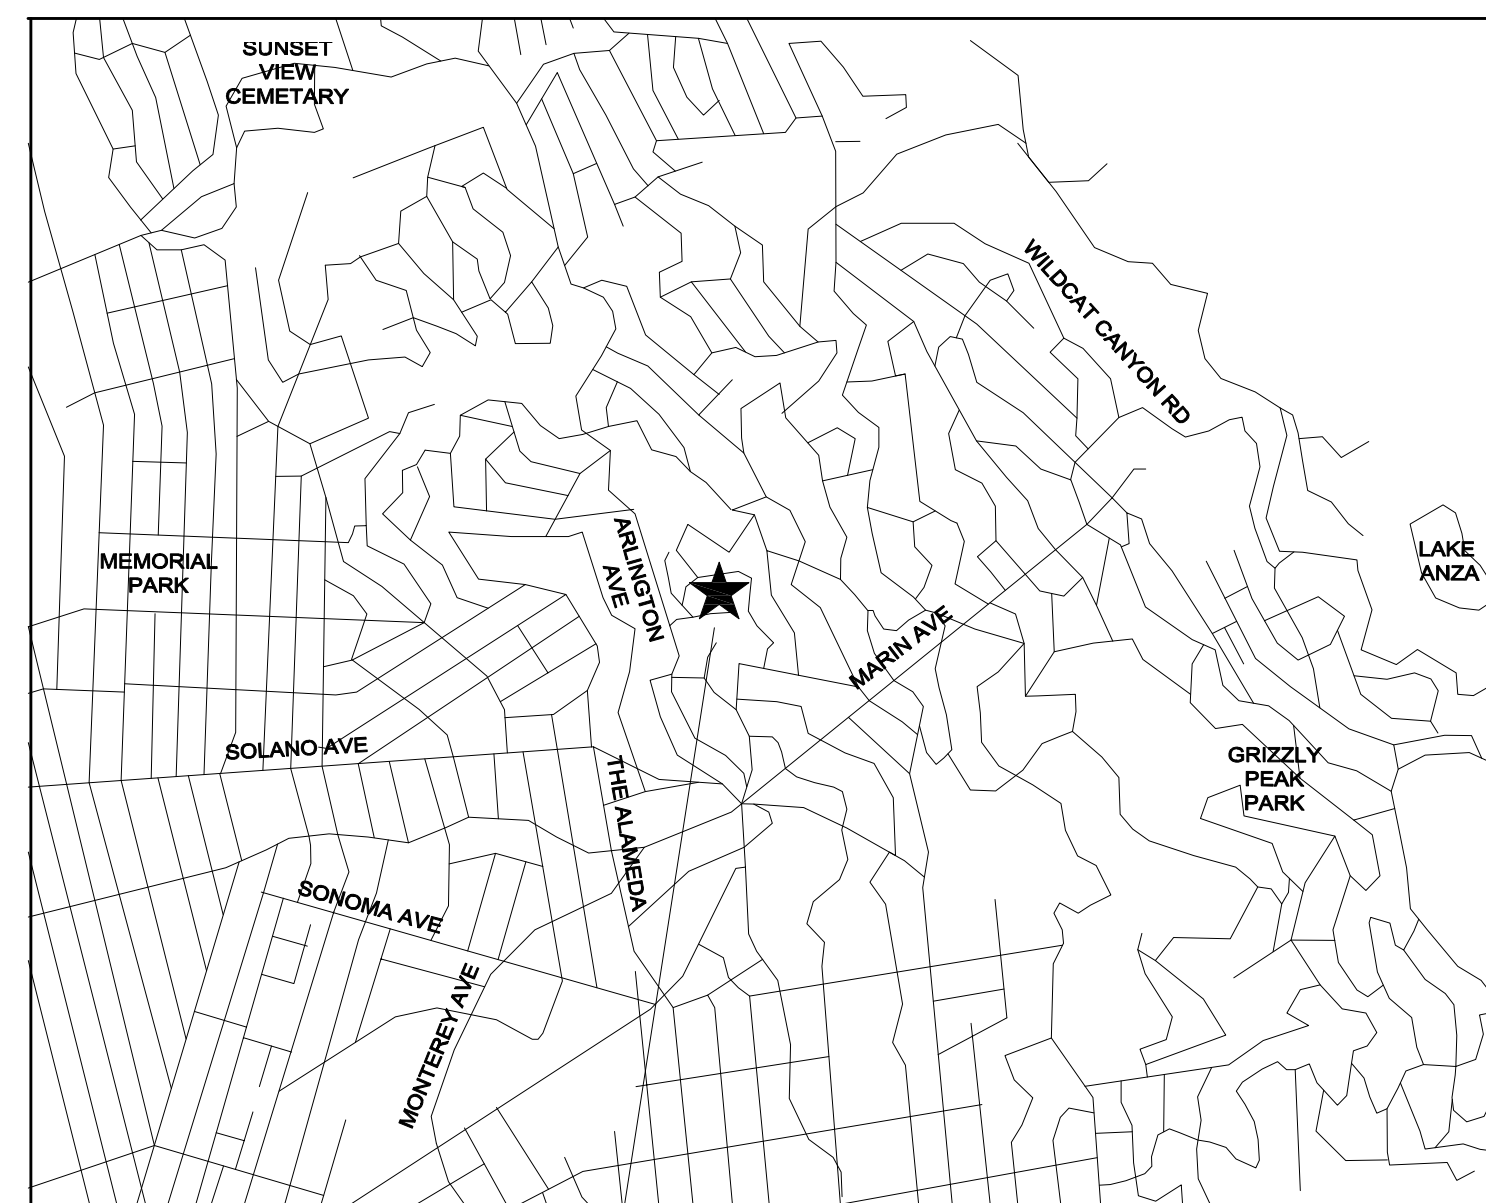 SUNSET
VIEW
CEMETARY
WILDCAT CANYON RD
MEMORIAL
PARK
ARLINGTON
AVE
LAKE
ANZA
MARIN AVE
SOLANO AVE
THE ALAMEDA
GRIZZLY
PEAK
PARK
SONOMA AVE
MONTEREY AVE